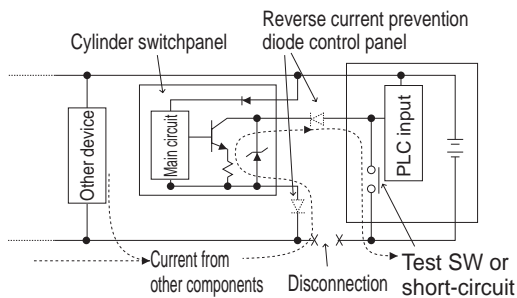 Reverse current prevention
diode control panel
Cylinder switchpanel
Other device
Main circuit
PLC input
Current from
other components
Disconnection
Test SW or
short-circuit